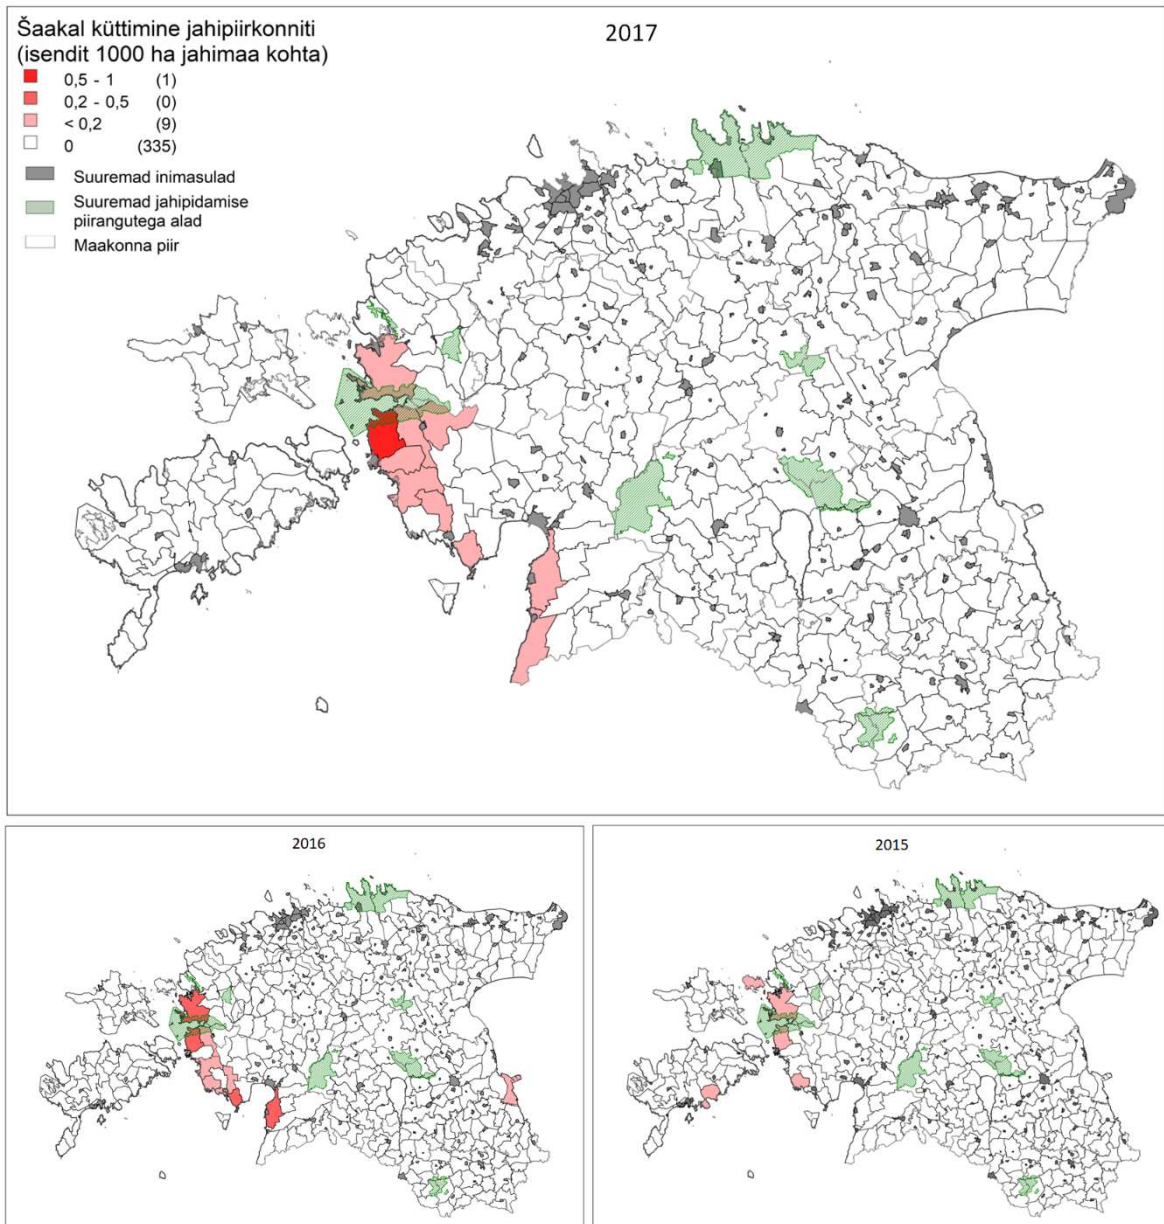 Šaakal küttimine jahipiirkonniti
(isendit 1000 ha jahimaa kohta)
2017
0,5 - 1 (1)
0,2 - 0,5 (0)
< 0,2 (9)
0 (335)
Suuremad inimasulad
Suuremad jahipidamise
piirangutega alad
Maakonna piir
2016
2015